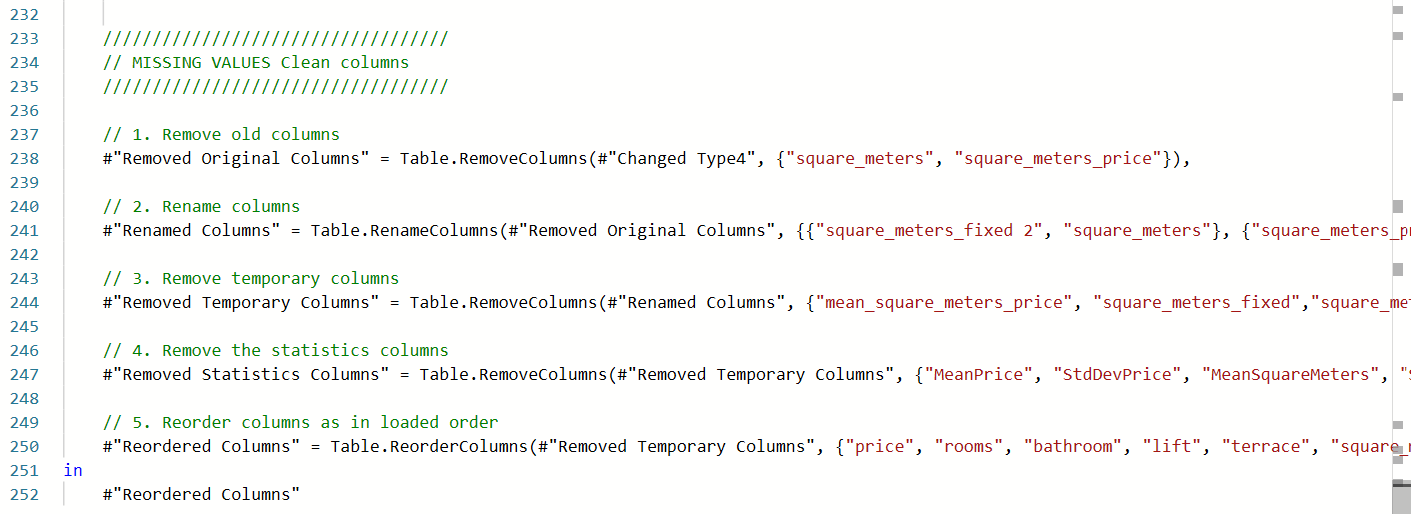 232
233 ///////////////////////////////////
234 // MISSING VALUES Clean columns
235 ///////////////////////////////////
236
237 // 1. Remove old columns
238 #"Removed Original Columns" = Table.RemoveColumns(#"Changed Type4", {"square_meters", "square_meters_price"}),
239
240 // 2. Rename columns
241 #"Renamed Columns" = Table.RenameColumns(#"Removed Original Columns", {{"square_meters_fixed 2", "square_meters"}, {"square_meters_p
242
243 // 3. Remove temporary columns
244 #"Removed Temporary Columns" = Table.RemoveColumns(#"Renamed Columns", {"mean_square_meters_price", "square_meters_fixed","square_me
245
246 // 4. Remove the statistics columns
247 #"Removed Statistics Columns" = Table.RemoveColumns(#"Removed Temporary Columns", {"MeanPrice", "StdDevPrice", "MeanSquareMeters", "
248
249 // 5. Reorder columns as in loaded order
250 #"Reordered Columns" = Table.ReorderColumns(#"Removed Temporary Columns", {"price", "rooms", "bathroom", "lift", "terrace", "square_
251 in
252 #"Reordered Columns"